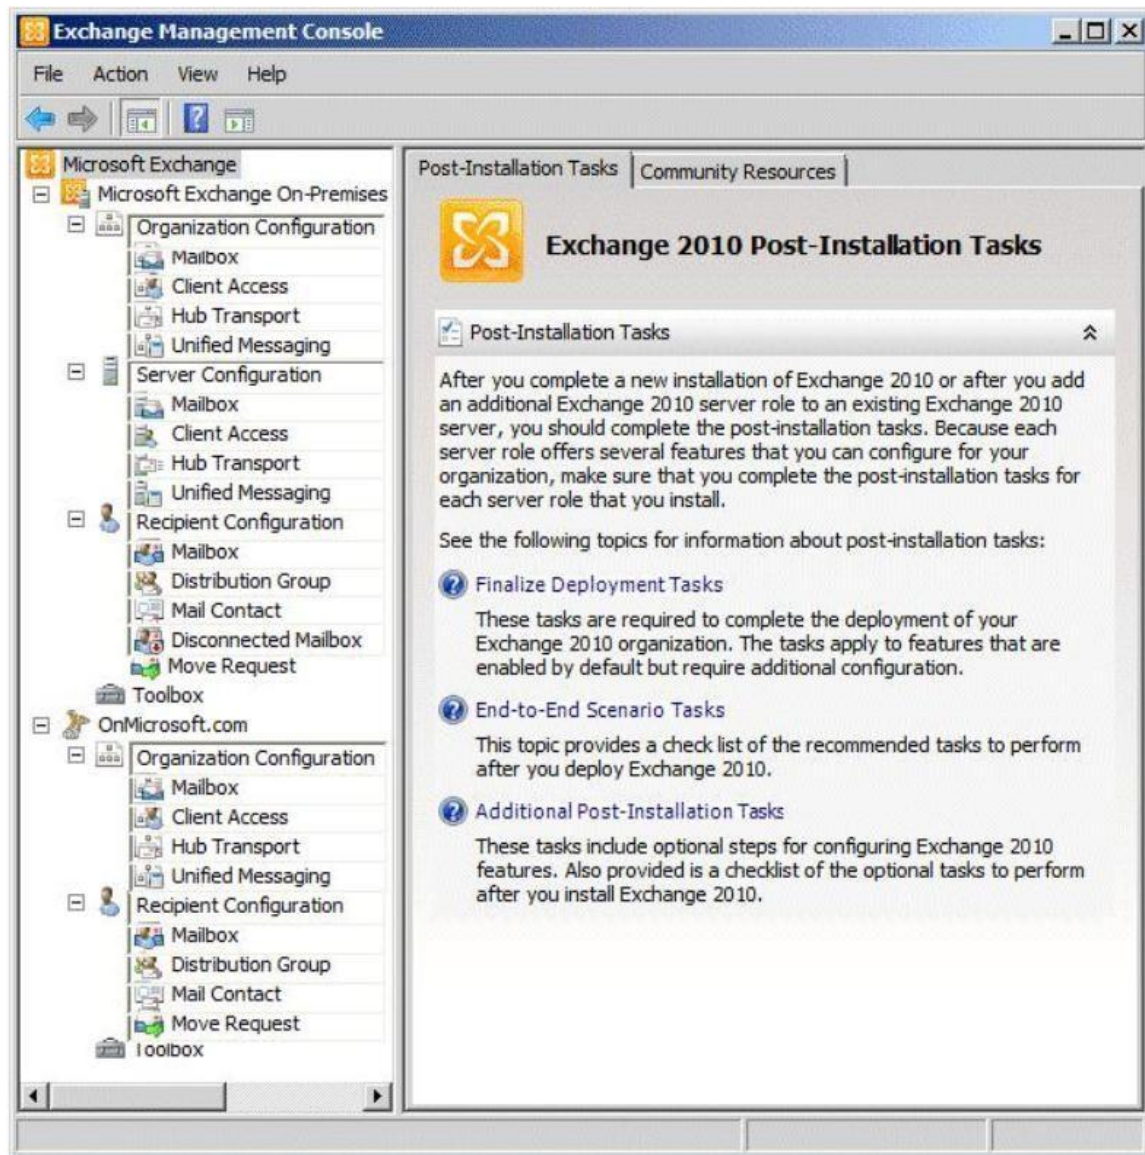 Exchange Management Console
File Action View Help
Microsoft Exchange
Microsoft Exchange On-Premises
Organization Configuration
Mailbox
Client Access
Hub Transport
Unified Messaging
Server Configuration
Mailbox
Client Access
Hub Transport
Unified Messaging
Recipient Configuration
Mailbox
Distribution Group
Mail Contact
Disconnected Mailbox
Move Request
Toolbox
OnMicrosoft.com
Organization Configuration
Mailbox
Client Access
Hub Transport
Unified Messaging
Recipient Configuration
Mailbox
Distribution Group
Mail Contact
Move Request
Toolbox
Post-Installation Tasks
Community Resources
Exchange 2010 Post-Installation Tasks
Post-Installation Tasks
After you complete a new installation of Exchange 2010 or after you add
an additional Exchange 2010 server role to an existing Exchange 2010
server, you should complete the post-installation tasks. Because each
server role offers several features that you can configure for your
organization, make sure that you complete the post-installation tasks for
each server role that you install.
See the following topics for information about post-installation tasks:
Finalize Deployment Tasks
These tasks are required to complete the deployment of your
Exchange 2010 organization. The tasks apply to features that are
enabled by default but require additional configuration.
End-to-End Scenario Tasks
This topic provides a check list of the recommended tasks to perform
after you deploy Exchange 2010.
Additional Post-Installation Tasks
These tasks include optional steps for configuring Exchange 2010
features. Also provided is a checklist of the optional tasks to perform
after you install Exchange 2010.